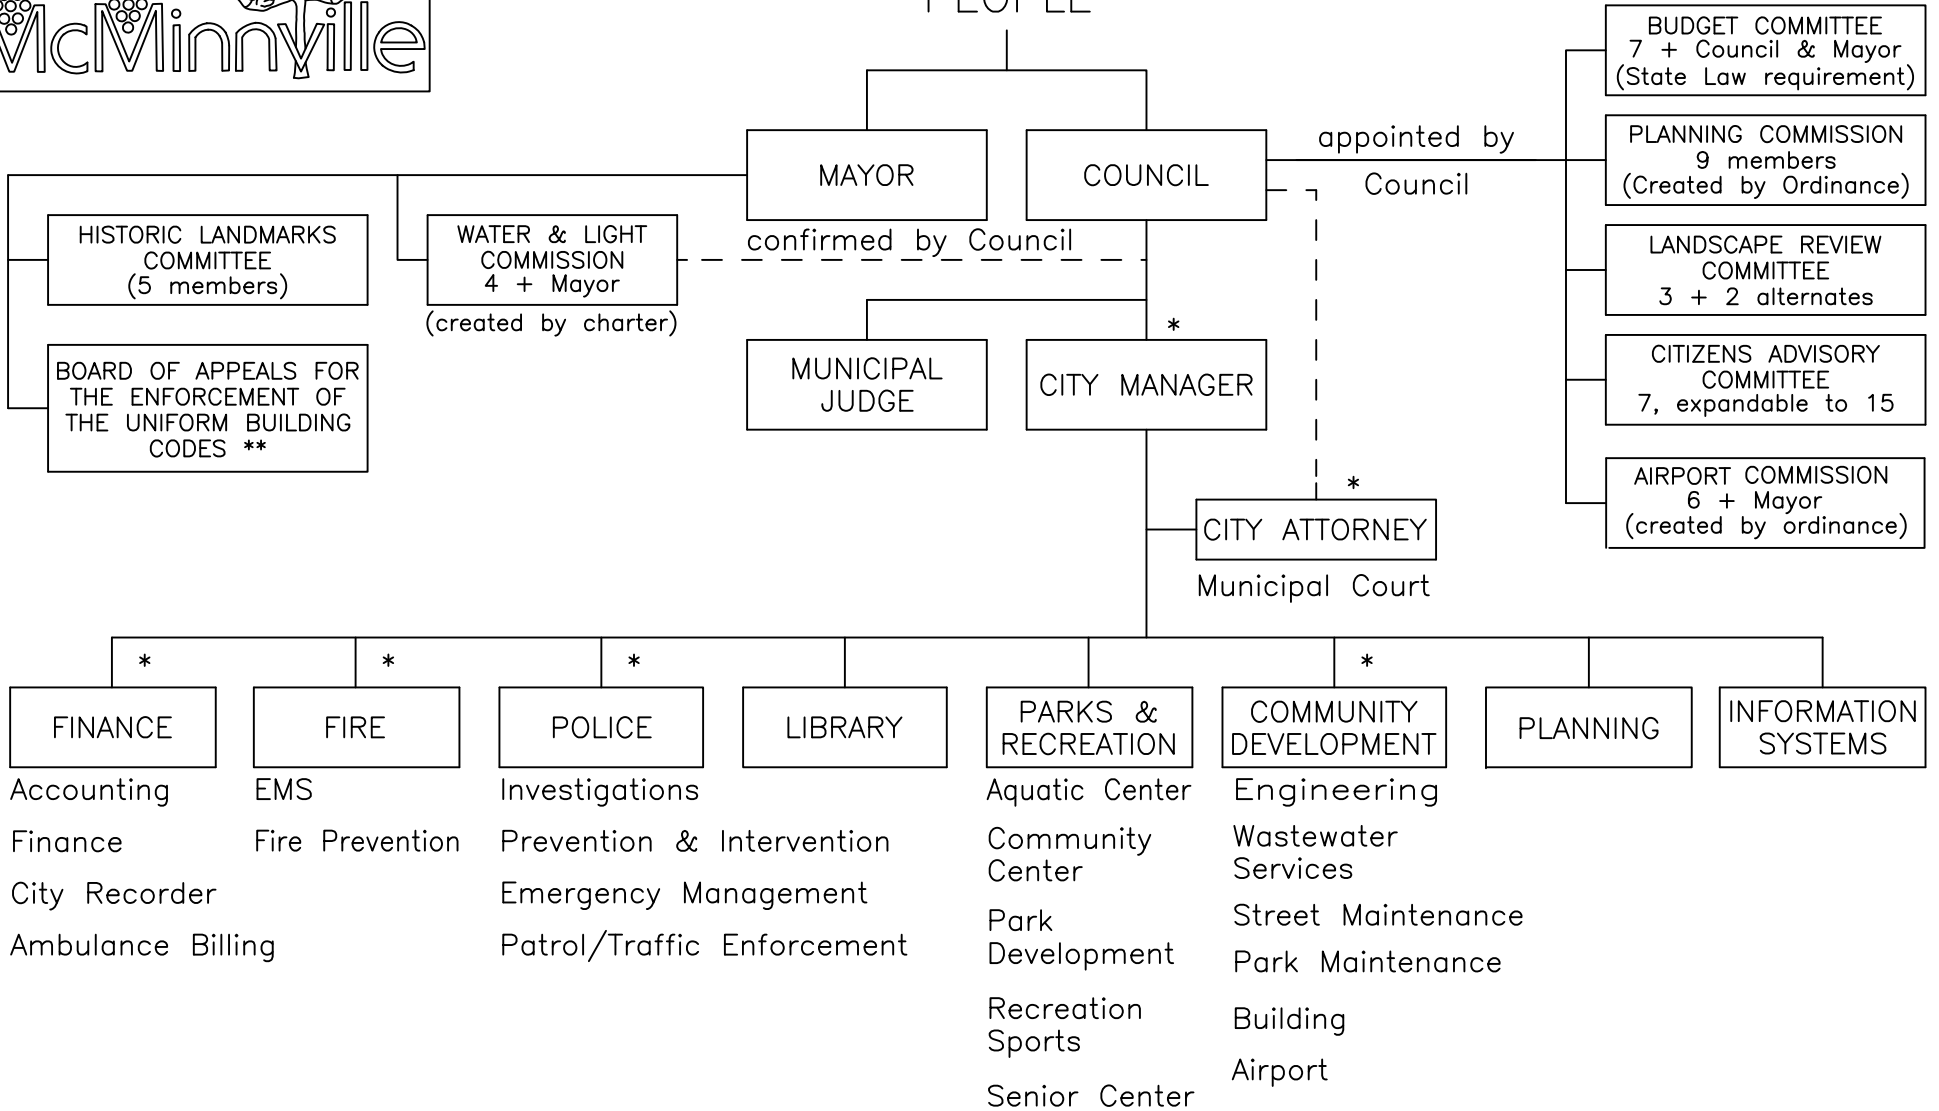 McMinnville
PEOPLE
MAYOR
COUNCIL
appointed by
Council
BUDGET COMMITTEE
7 + Council & Mayor
(State Law requirement)
PLANNING COMMISSION
9 members
(Created by Ordinance)
LANDSCAPE REVIEW
COMMITTEE
3 + 2 alternates
CITIZENS ADVISORY
COMMITTEE
7, expandable to 15
AIRPORT COMMISSION
6 + Mayor
(created by ordinance)
HISTORIC LANDMARKS
COMMITTEE
(5 members)
WATER & LIGHT
COMMISSION
4 + Mayor
(created by charter)
confirmed by Council
BOARD OF APPEALS FOR
THE ENFORCEMENT OF
THE UNIFORM BUILDING
CODES **
MUNICIPAL
JUDGE
*
CITY MANAGER
*
CITY ATTORNEY
Municipal Court
*
FINANCE
Accounting
Finance
City Recorder
Ambulance Billing
*
FIRE
EMS
Fire Prevention
*
POLICE
Investigations
Prevention & Intervention
Emergency Management
Patrol/Traffic Enforcement
LIBRARY
PARKS &
RECREATION
Aquatic Center
Community
Center
Park
Development
Recreation
Sports
Senior Center
*
COMMUNITY
DEVELOPMENT
Engineering
Wastewater
Services
Street Maintenance
Park Maintenance
Building
Airport
PLANNING
INFORMATION
SYSTEMS